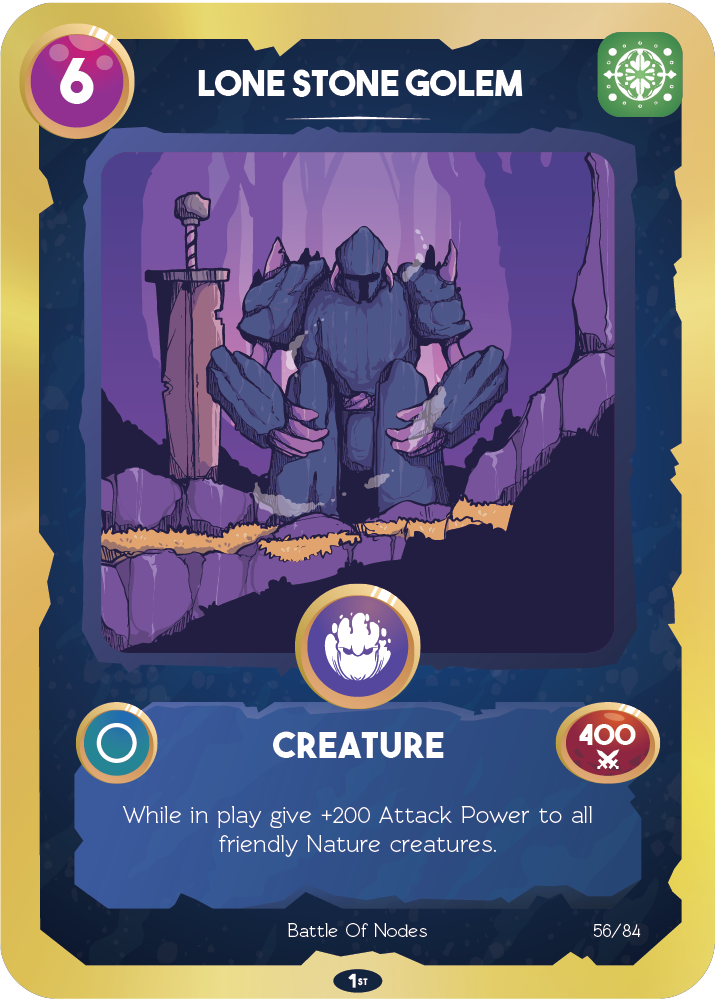 6
LONE STONE GOLEM
CREATURE
400
While in play give +200 Attack Power to all
friendly Nature creatures.
Battle Of Nodes
56/84
1ST